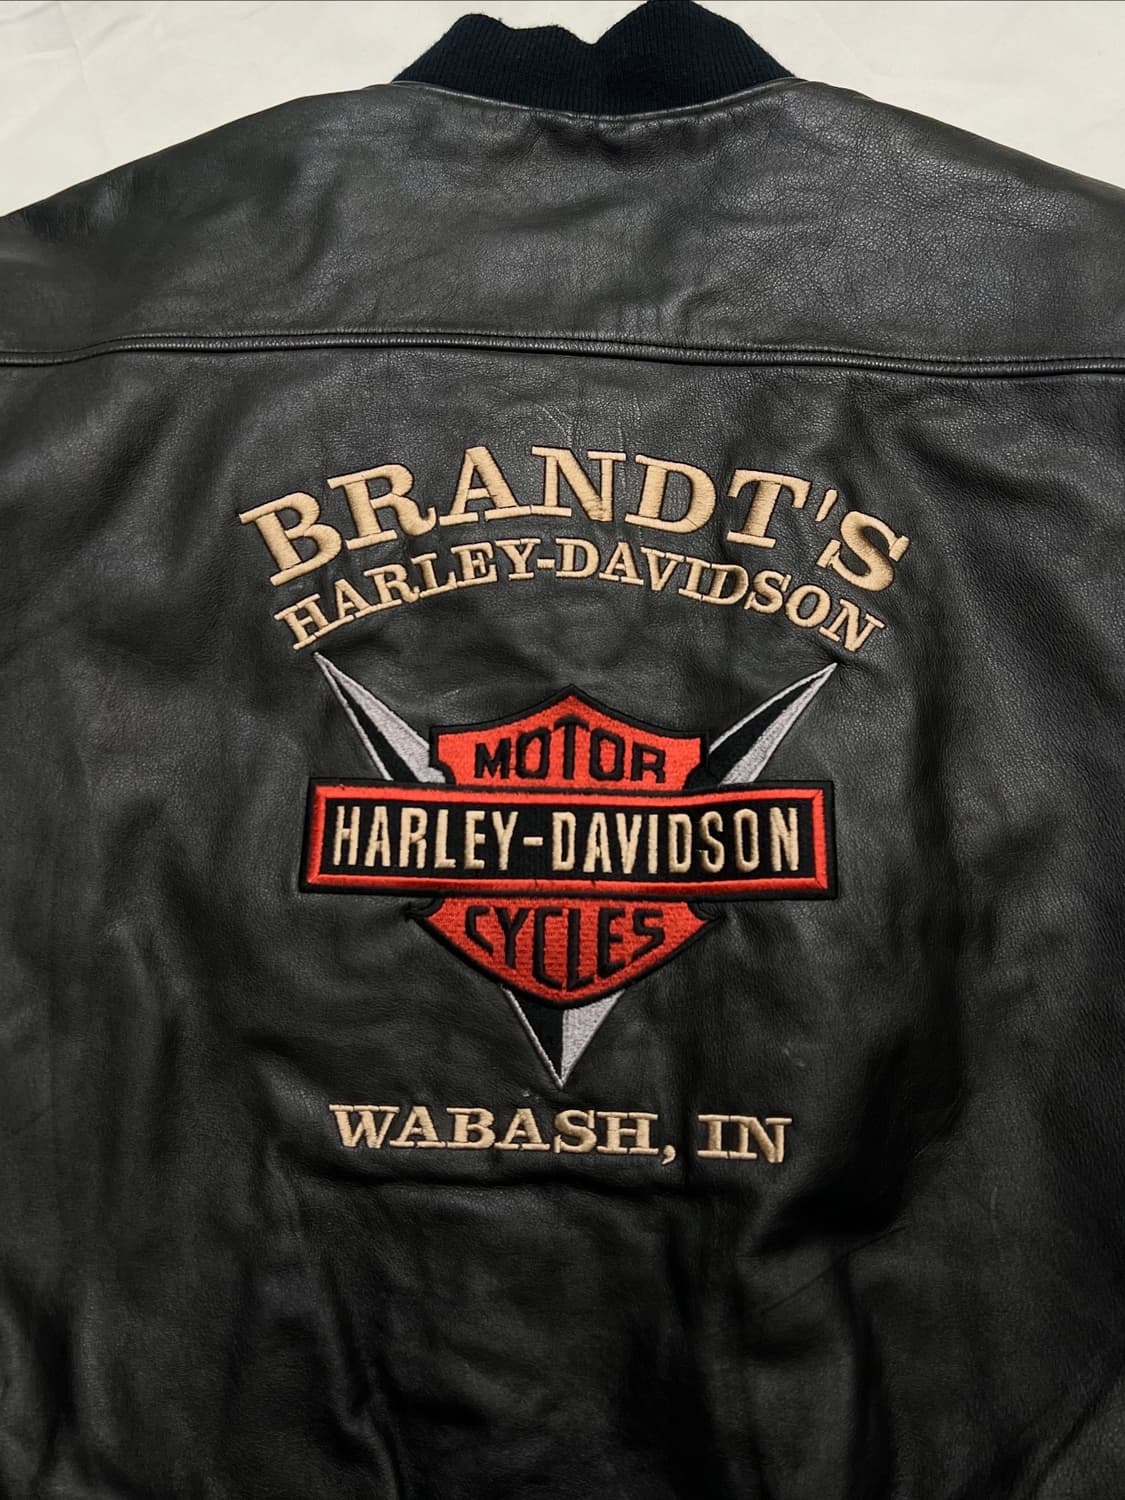 BRANDT'S
HARLEY-DAVIDSON
MOTOR
HARLEY-DAVIDSON
CYCLES
WABASH, IN